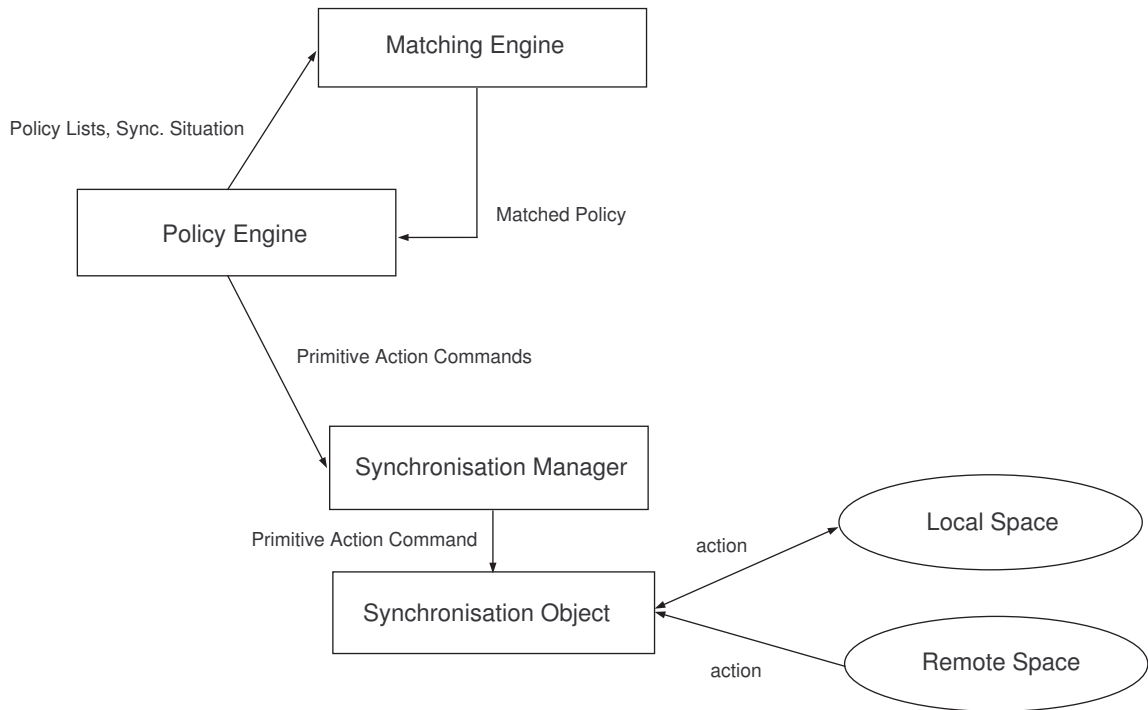 Matching Engine
Policy Lists, Sync. Situation
Matched Policy
Policy Engine
Primitive Action Commands
Synchronisation Manager
Local Space
Primitive Action Command
action
Synchronisation Object
Remote Space
action